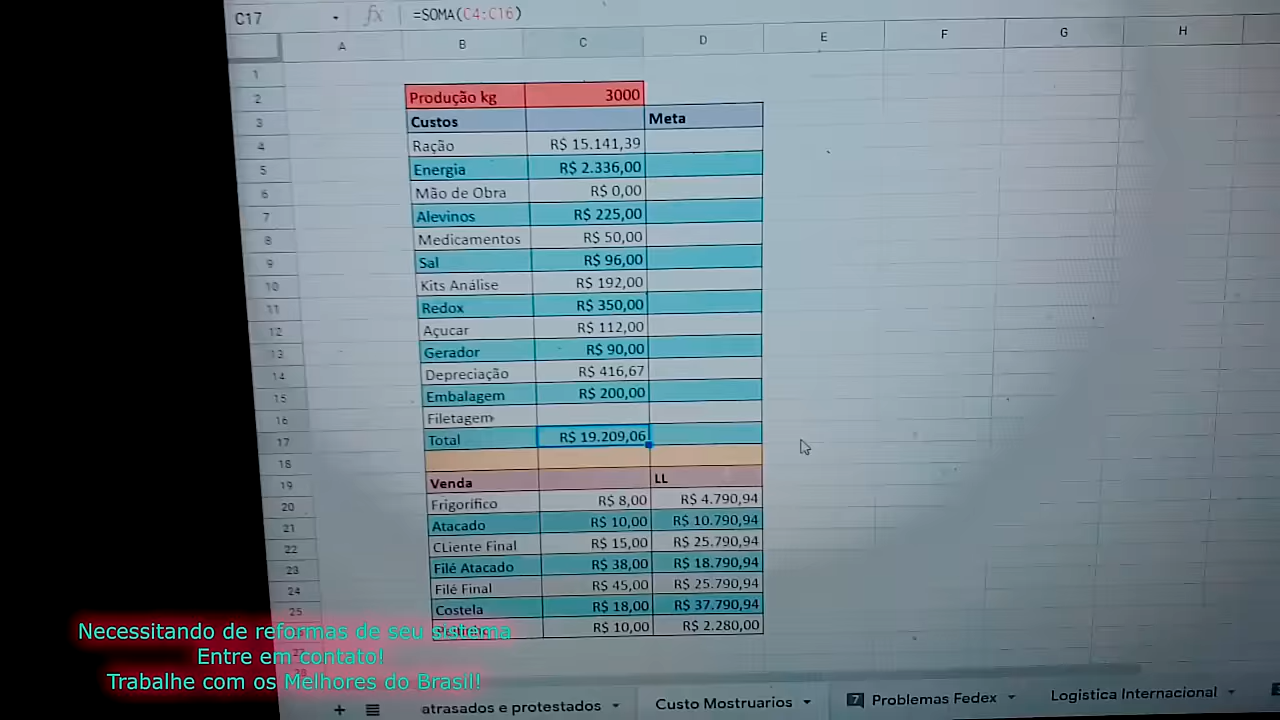 C17 fx =SOMA(C4:C16)
A B C D E F G H
1
2 Produção kg 3000
3 Custos Meta
4 Ração R$ 15.141,39
5 Energia R$ 2.336,00
6 Mão de Obra R$ 0,00
7 Alevinos R$ 225,00
8 Medicamentos R$ 50,00
9 Sal R$ 96,00
10 Kits Análise R$ 192,00
11 Redox R$ 350,00
12 Açucar R$ 112,00
13 Gerador R$ 90,00
14 Depreciação R$ 416,67
15 Embalagem R$ 200,00
16 Filetagem
17 Total R$ 19.209,06
18
19 Venda LL
20 Frigorífico R$ 8,00 R$ 4.790,94
21 Atacado R$ 10,00 R$ 10.790,94
22 CLiente Final R$ 15,00 R$ 25.790,94
23 Filé Atacado R$ 38,00 R$ 18.790,94
24 Filé Final R$ 45,00 R$ 25.790,94
25 Costela R$ 18,00 R$ 37.790,94
R$ 10,00 R$ 2.280,00
Necessitando de reformas de seu sistema
Entre em contato!
Trabalhe com os Melhores do Brasil!
+ atrasados e protestados Custo Mostruarios 7 Problemas Fedex Logistica Internacional